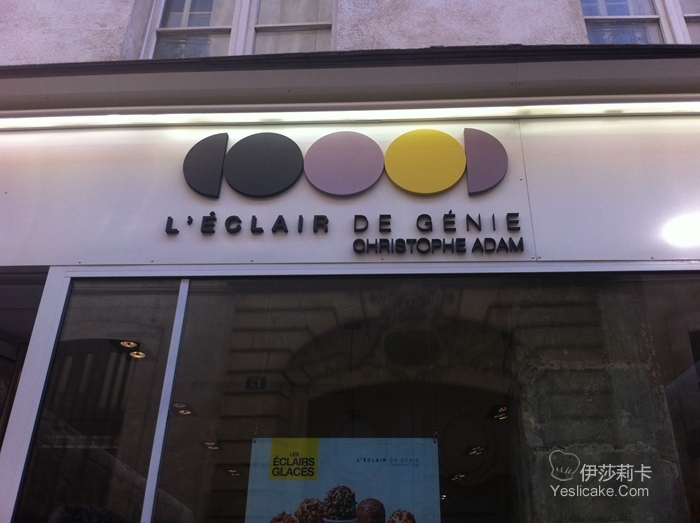 L'ÉCLAIR DE GÉNIE
CHRISTOPHE ADAM
LES
ÉCLAIRS
GLACÉS
L'ÉCLAIR DE GÉNIE
伊莎莉卡
Yeslicake.Com